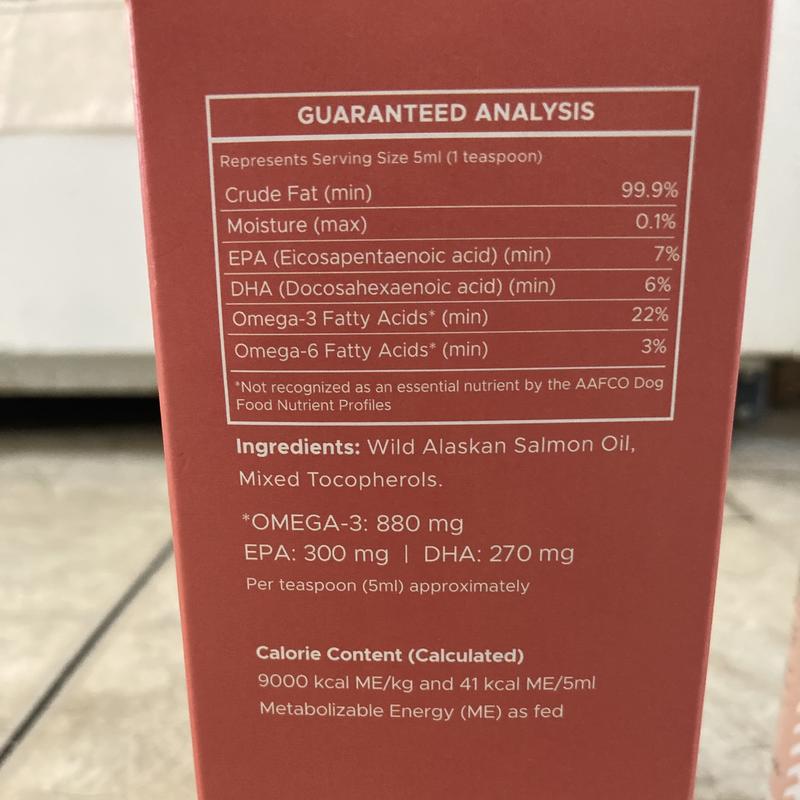 GUARANTEED ANALYSIS
Represents Serving Size 5ml (1 teaspoon)
Crude Fat (min) 99.9%
Moisture (max) 0.1%
EPA (Eicosapentaenoic acid) (min) 7%
DHA (Docosahexaenoic acid) (min) 6%
Omega-3 Fatty Acids* (min) 22%
Omega-6 Fatty Acids* (min) 3%
*Not recognized as an essential nutrient by the AAFCO Dog
Food Nutrient Profiles
Ingredients: Wild Alaskan Salmon Oil,
Mixed Tocopherols.
*OMEGA-3: 880 mg
EPA: 300 mg | DHA: 270 mg
Per teaspoon (5ml) approximately
Calorie Content (Calculated)
9000 kcal ME/kg and 41 kcal ME/5ml
Metabolizable Energy (ME) as fed